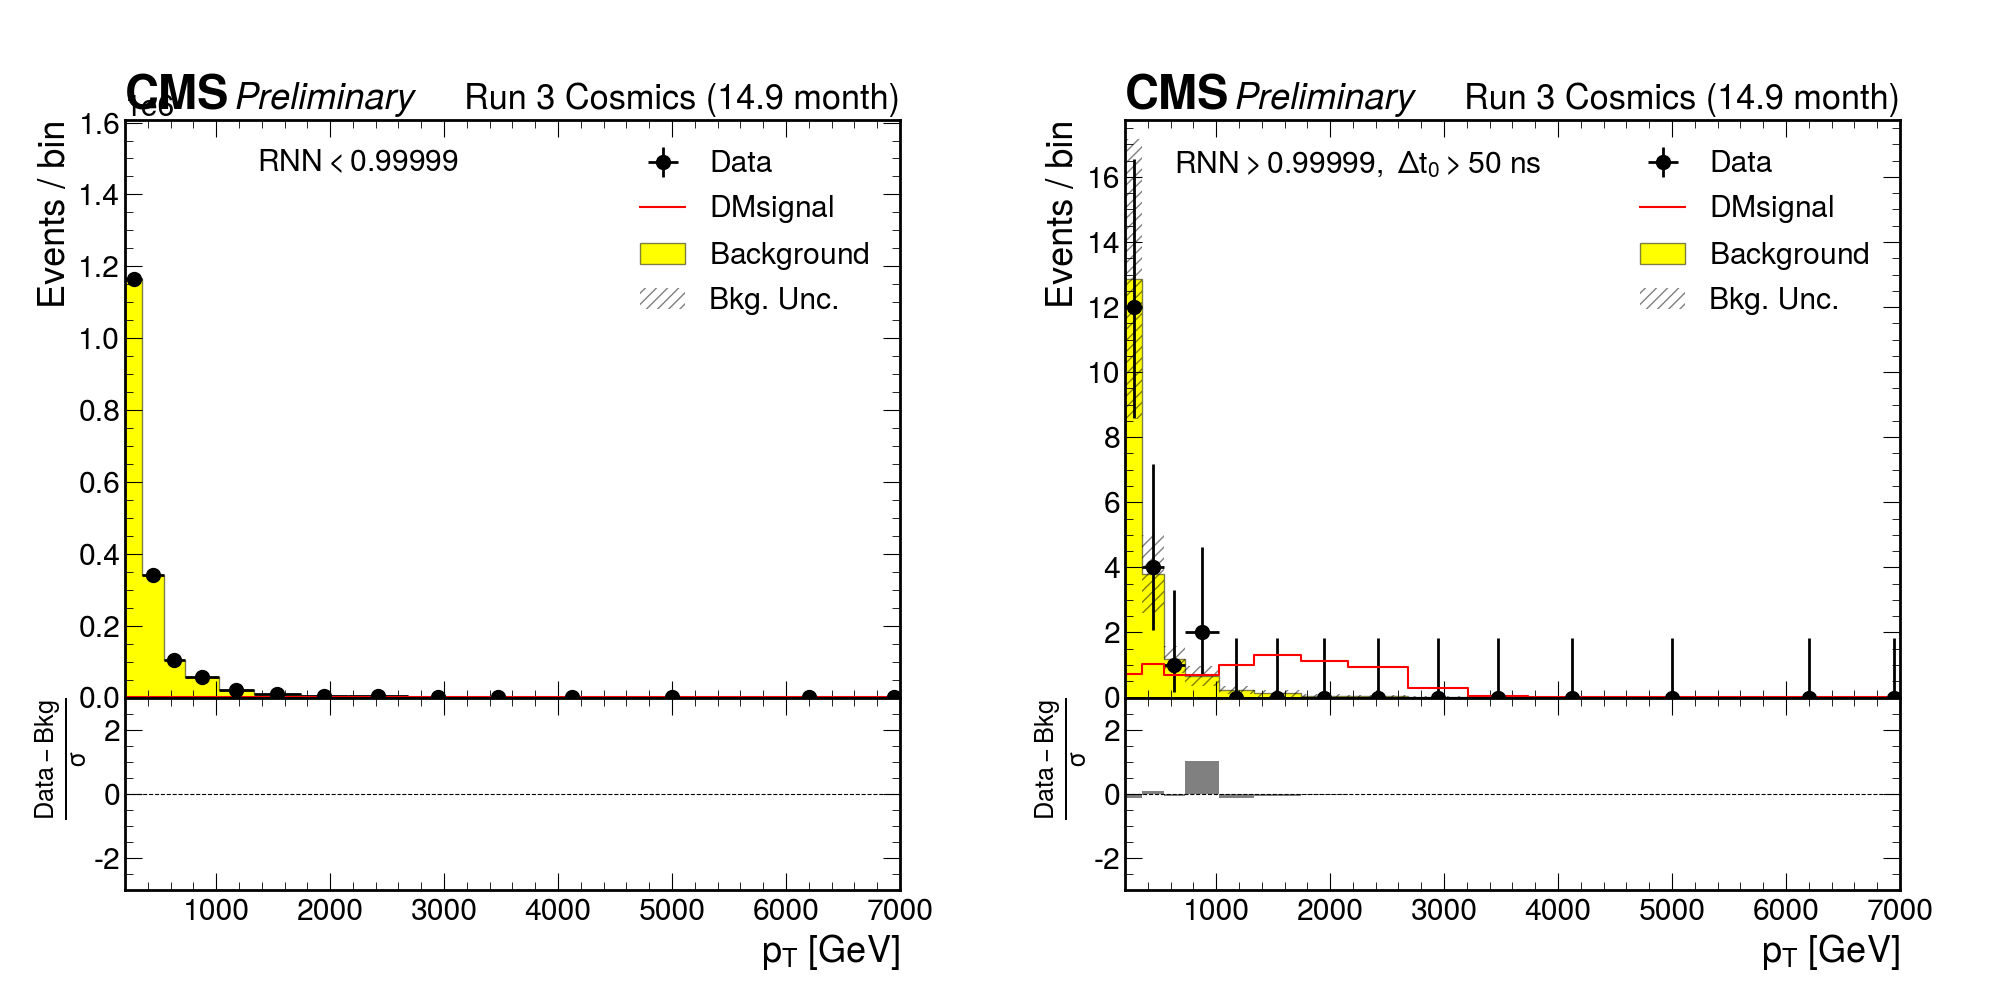 CMS Preliminary Run 3 Cosmics (14.9 month)
Events / bin
1.6
1.4
1.2
1.0
0.8
0.6
0.4
0.2
0.0
RNN < 0.99999
Data
DMsignal
Background
Bkg. Unc.
Data – Bkg
σ
2
0
-2
1000 2000 3000 4000 5000 6000 7000
pT [GeV]
CMS Preliminary Run 3 Cosmics (14.9 month)
Events / bin
16
14
12
10
8
6
4
2
0
RNN > 0.99999, Δt0 > 50 ns
Data
DMsignal
Background
Bkg. Unc.
Data – Bkg
σ
2
0
-2
1000 2000 3000 4000 5000 6000 7000
pT [GeV]